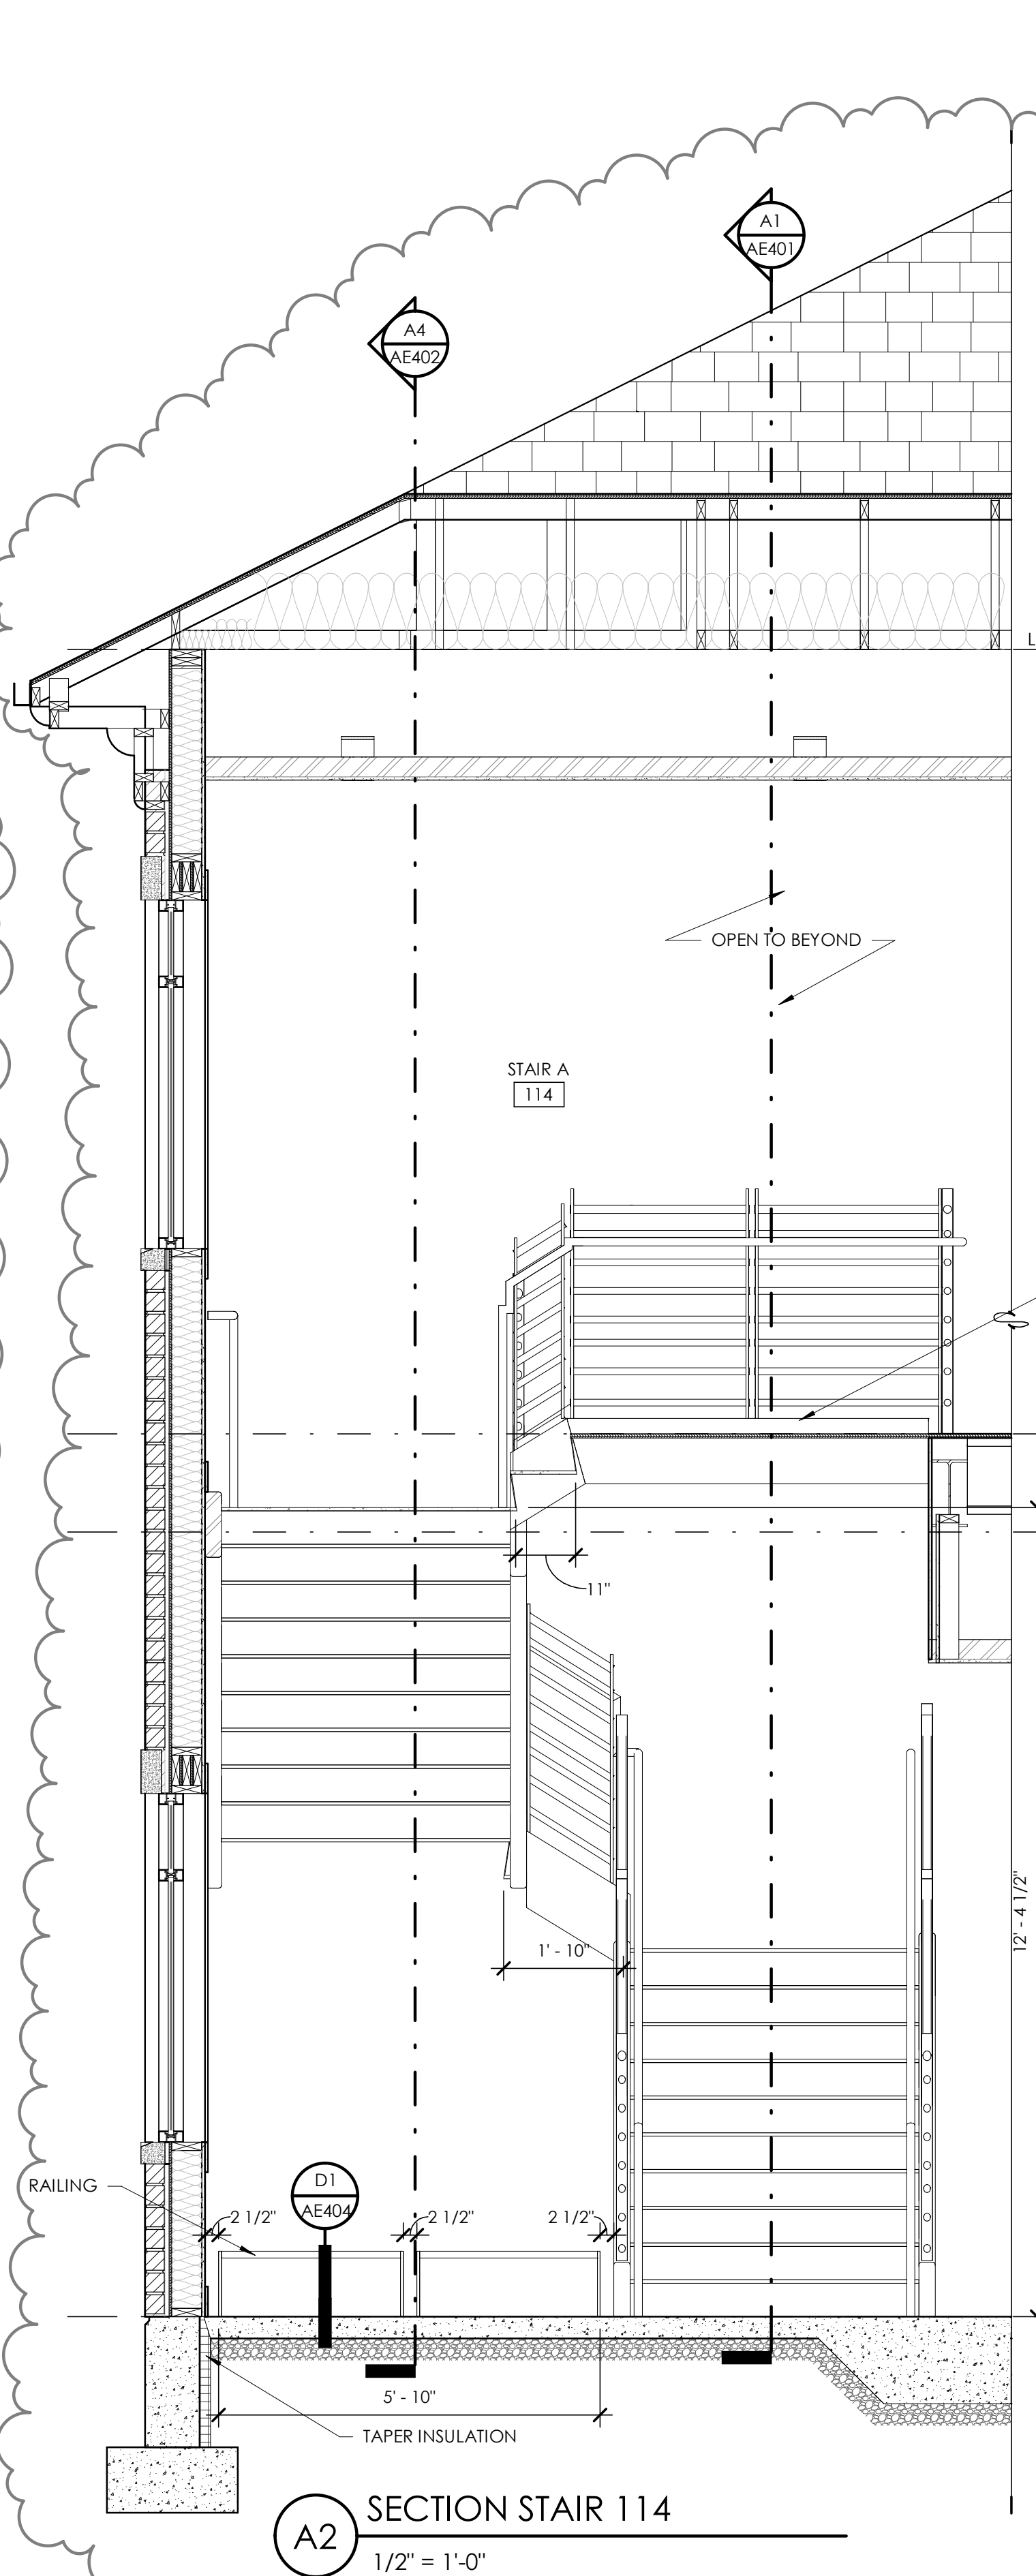 A1
AE401
A4
AE402
L
OPEN TO BEYOND
STAIR A
114
11"
1' - 10"
12' - 4 1/2"
RAILING
D1
AE404
2 1/2"
2 1/2"
2 1/2"
5' - 10"
TAPER INSULATION
A2
SECTION STAIR 114
1/2" = 1'-0"